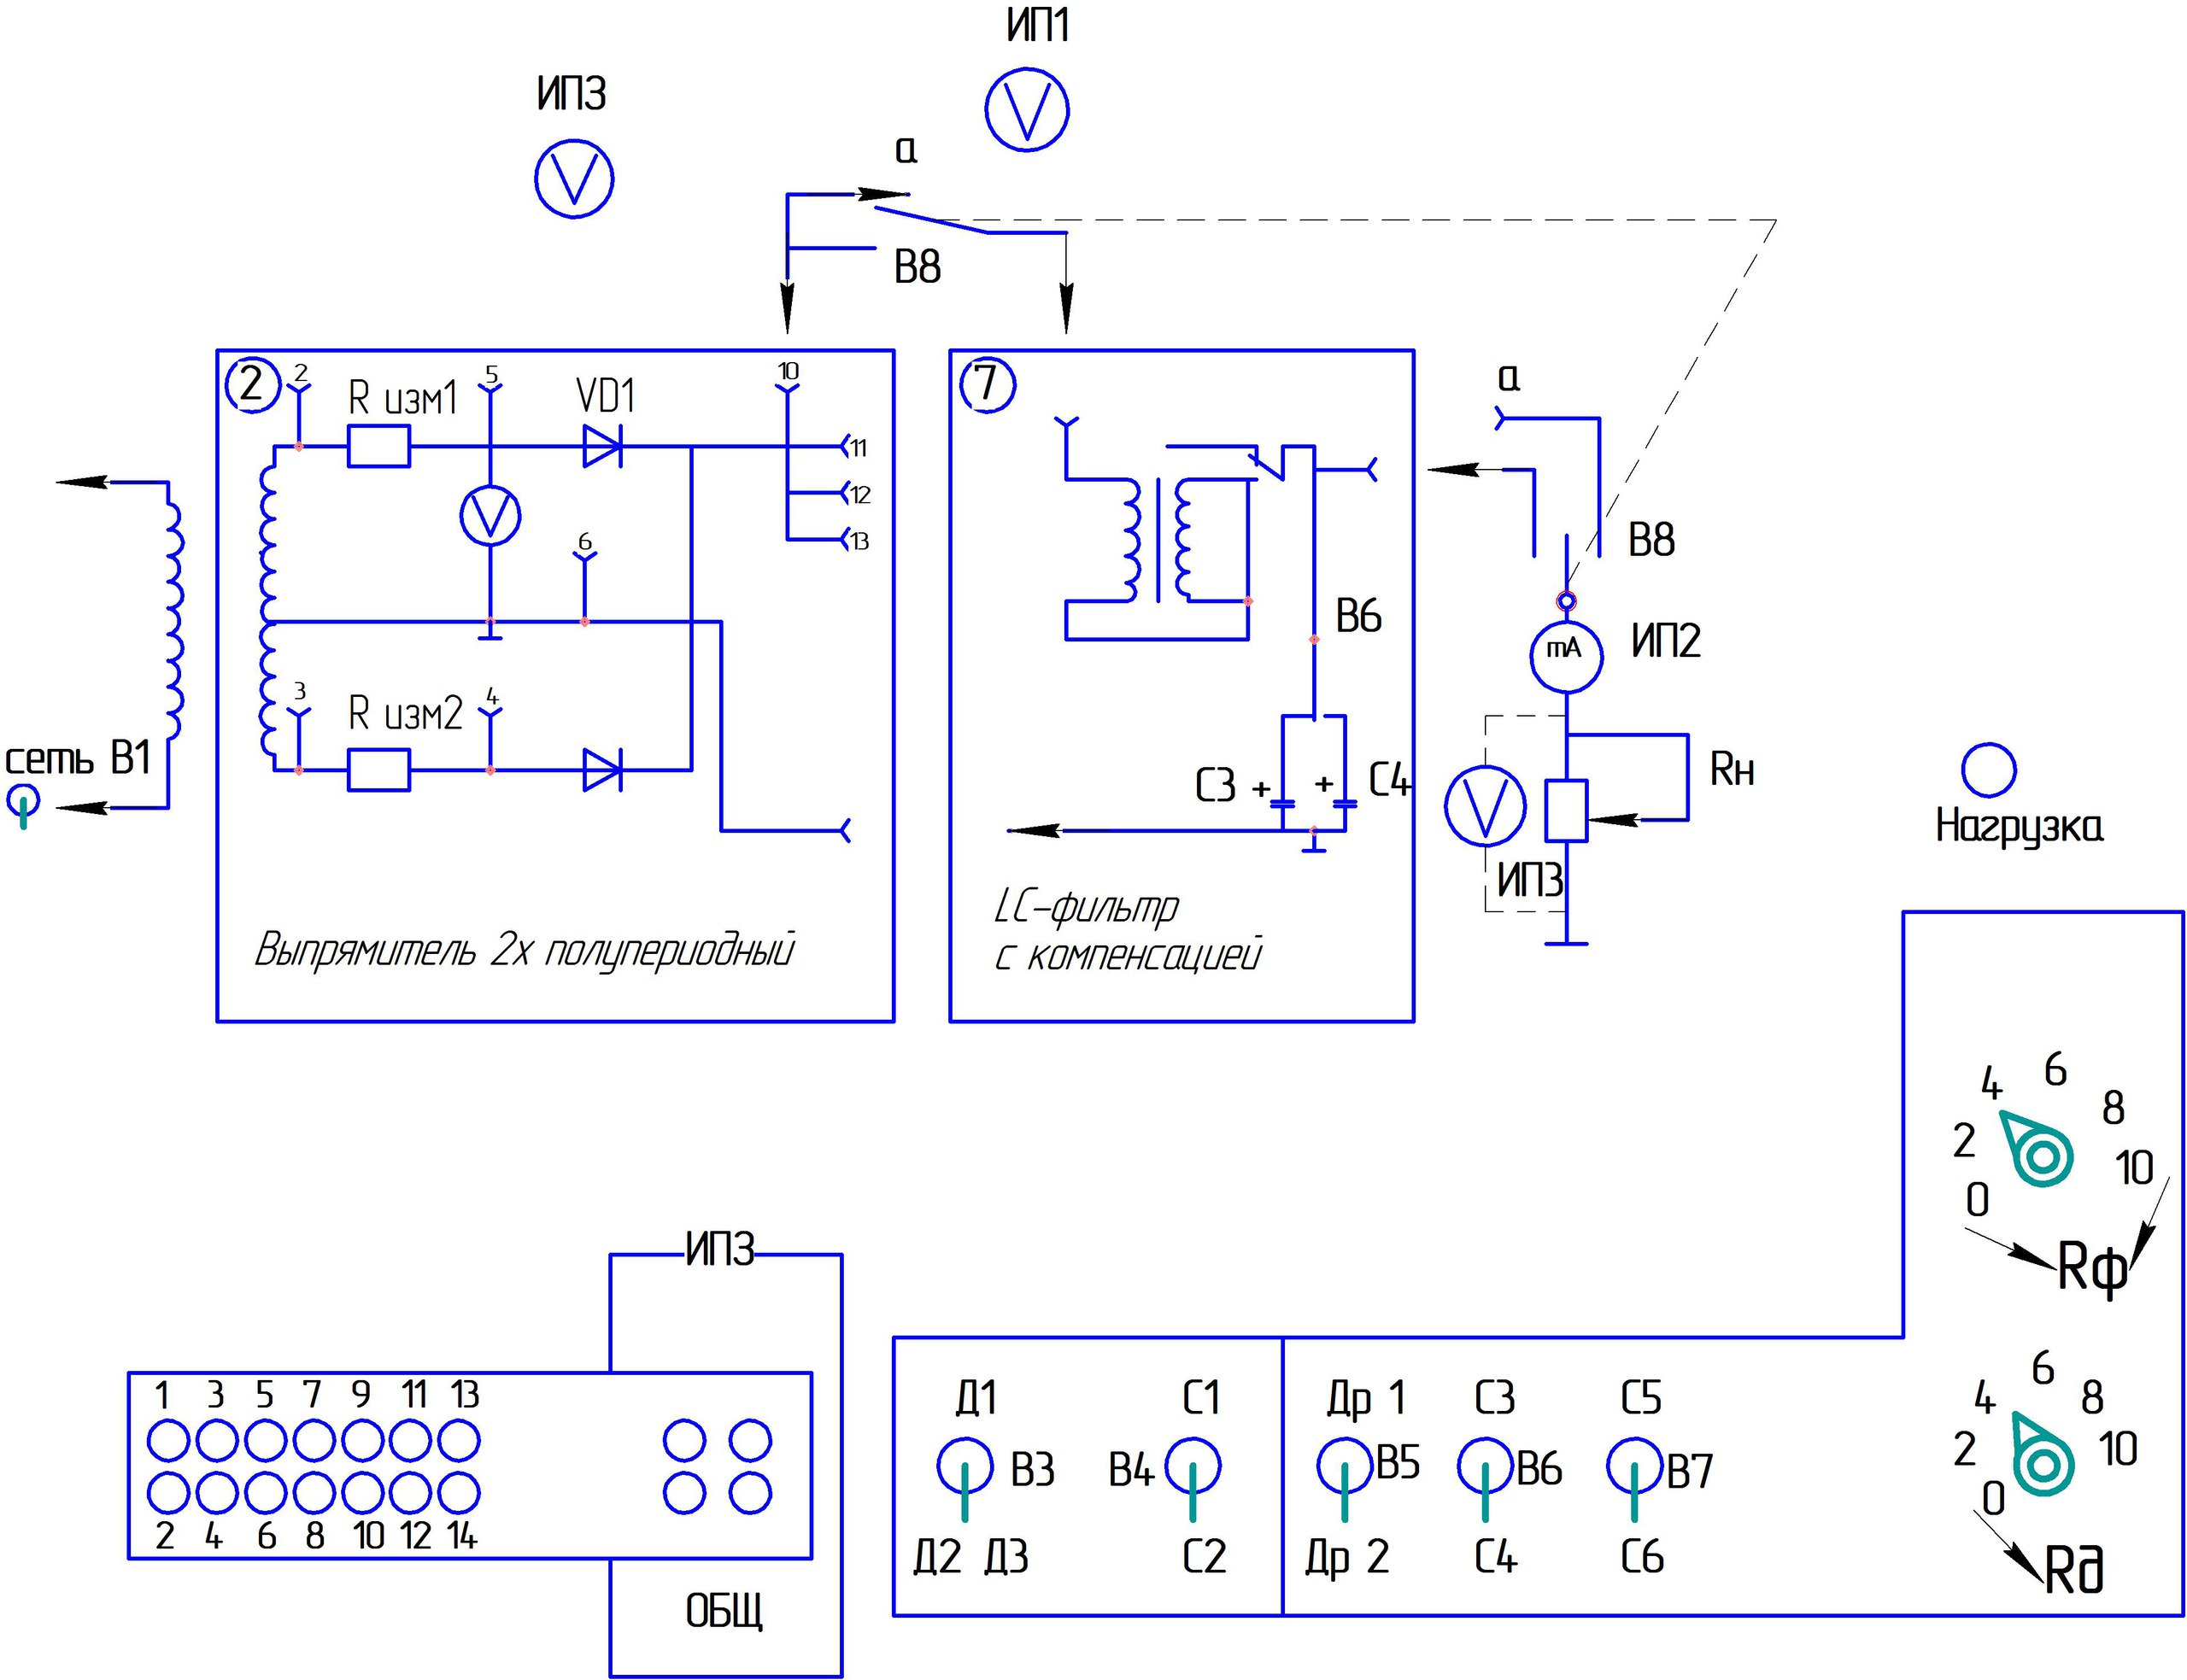 ИП1
ИП3
а
В8
2
2
R изм1
5
VD1
10
11
12
13
6
3
R изм2
4
Выпрямитель 2х полупериодный
сеть В1
7
В6
С3 +
+ С4
LC-фильтр
с компенсацией
а
В8
mA
ИП2
Rн
ИП3
Нагрузка
0 2 4 6 8 10
Rф
0 2 4 6 8 10
Rд
ИП3
1 3 5 7 9 11 13
2 4 6 8 10 12 14
ОБЩ
Д1 С1
В3 В4
Д2 Д3 С2
Др 1 С3 С5
В5 В6 В7
Др 2 С4 С6